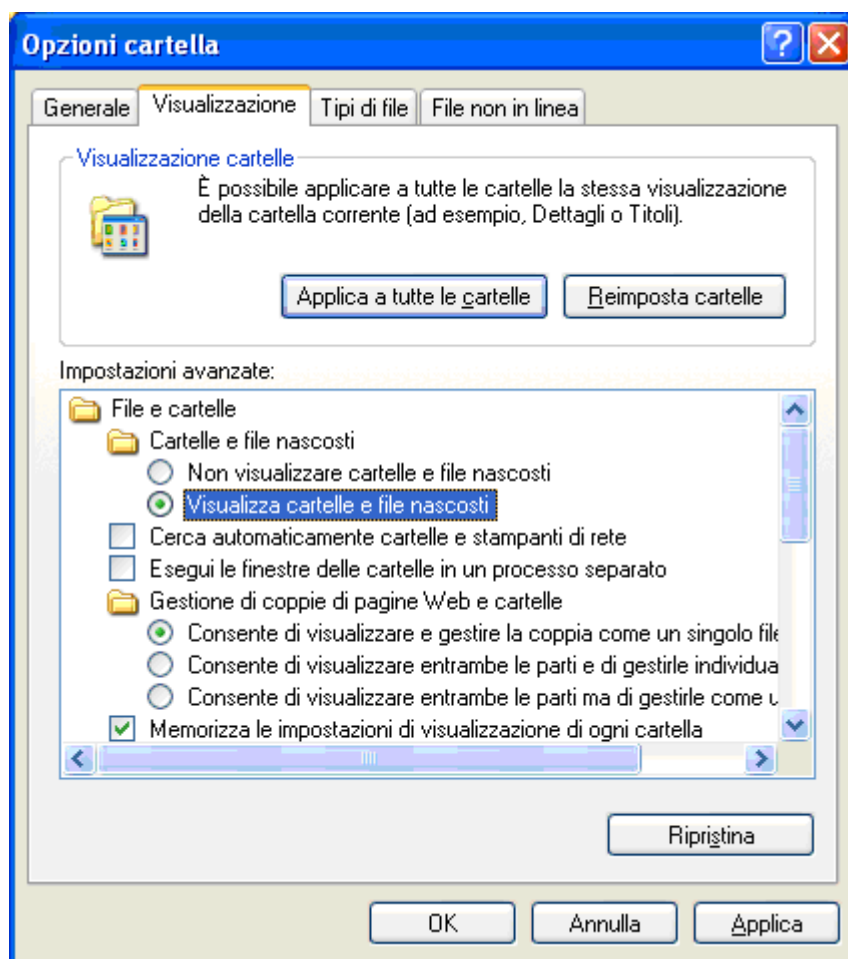 Opzioni cartella
Generale
Visualizzazione
Tipi di file
File non in linea
Visualizzazione cartelle
È possibile applicare a tutte le cartelle la stessa visualizzazione
della cartella corrente (ad esempio, Dettagli o Titoli).
Applica a tutte le cartelle
Reimposta cartelle
Impostazioni avanzate:
File e cartelle
Cartelle e file nascosti
Non visualizzare cartelle e file nascosti
Visualizza cartelle e file nascosti
Cerca automaticamente cartelle e stampanti di rete
Esegui le finestre delle cartelle in un processo separato
Gestione di coppie di pagine Web e cartelle
Consente di visualizzare e gestire la coppia come un singolo file
Consente di visualizzare entrambe le parti e di gestirle individua
Consente di visualizzare entrambe le parti ma di gestirle come u
Memorizza le impostazioni di visualizzazione di ogni cartella
Ripristina
OK
Annulla
Applica